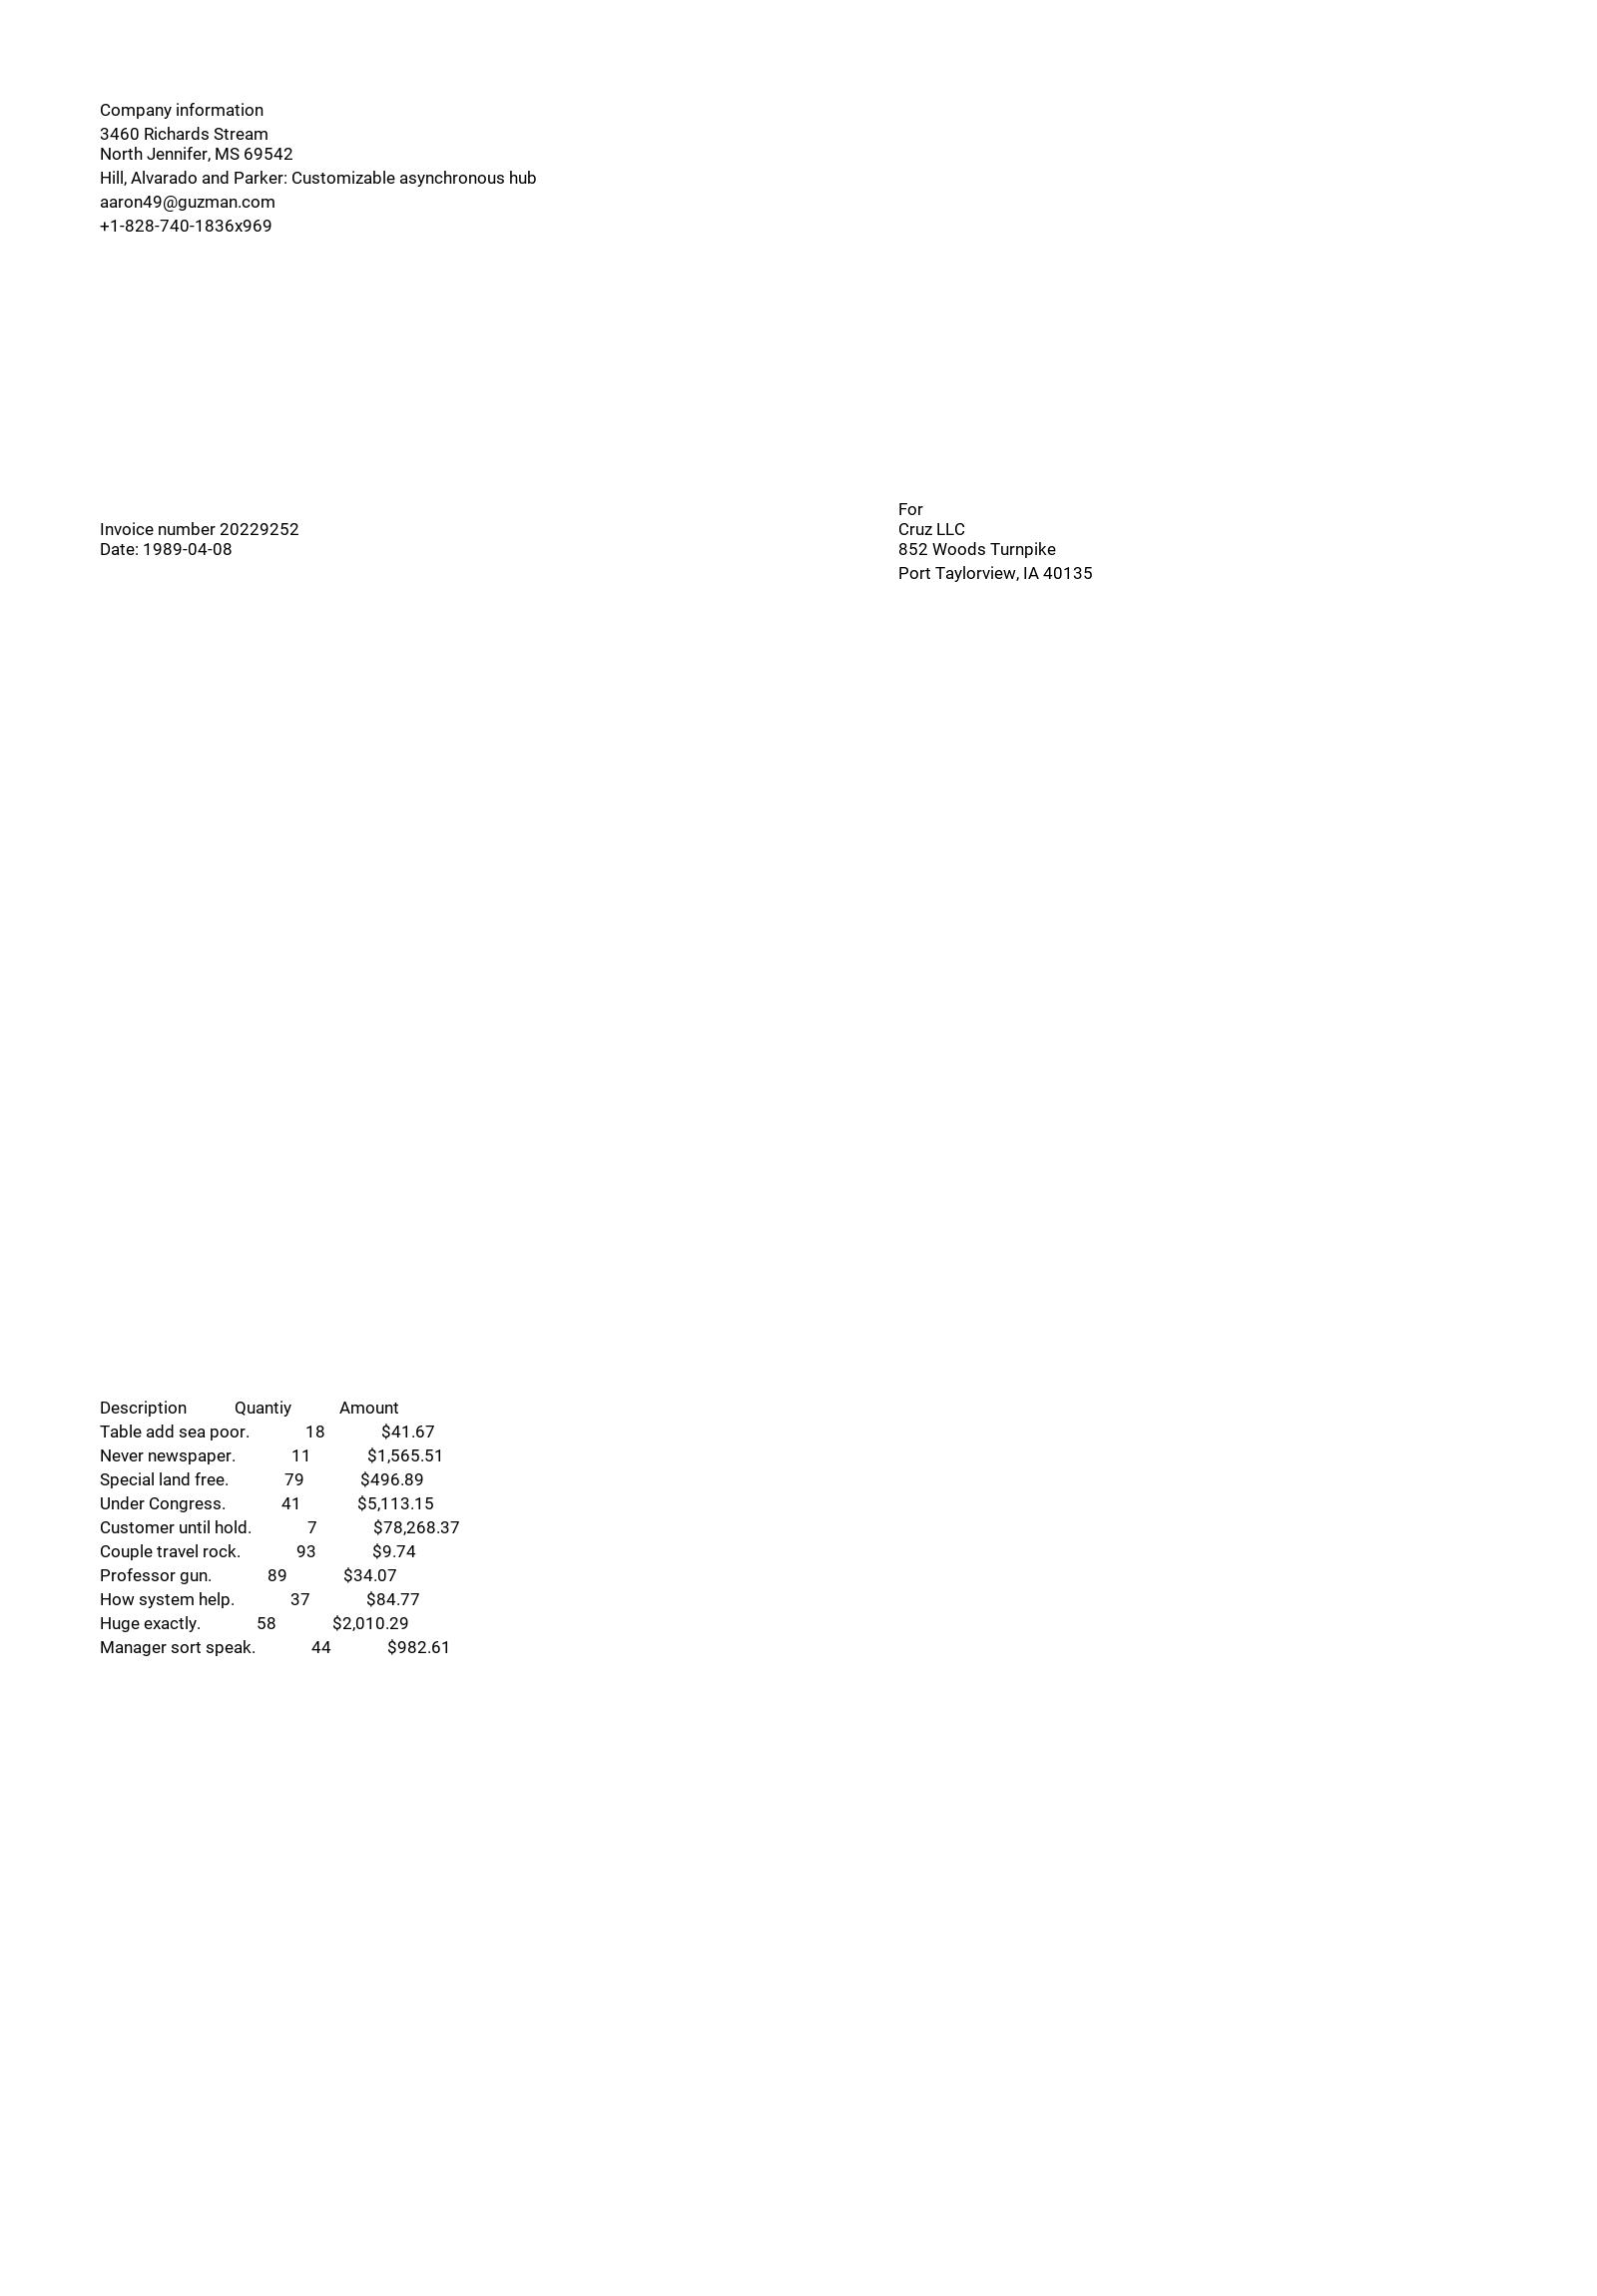 Company information
3460 Richards Stream
North Jennifer, MS 69542
Hill, Alvarado and Parker: Customizable asynchronous hub
aaron49@guzman.com
+1-828-740-1836x969
Invoice number 20229252
Date: 1989-04-08
For
Cruz LLC
852 Woods Turnpike
Port Taylorview, IA 40135
Description Quantiy Amount
Table add sea poor. 18 $41.67
Never newspaper. 11 $1,565.51
Special land free. 79 $496.89
Under Congress. 41 $5,113.15
Customer until hold. 7 $78,268.37
Couple travel rock. 93 $9.74
Professor gun. 89 $34.07
How system help. 37 $84.77
Huge exactly. 58 $2,010.29
Manager sort speak. 44 $982.61